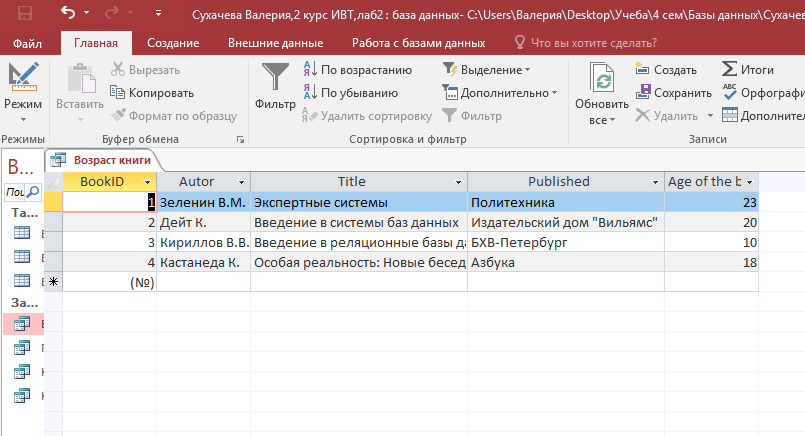 Сухачева Валерия,2 курс ИВТ,лаб2 : база данных- C:\Users\Валерия\Desktop\Учеба\4 сем\Базы данных\Сухачев
Файл Главная Создание Внешние данные Работа с базами данных Что вы хотите сделать?
Режим
Режимы
Вставить
Вырезать
Копировать
Формат по образцу
Буфер обмена
Фильтр
По возрастанию
По убыванию
Удалить сортировку
Выделение
Дополнительно
Фильтр
Сортировка и фильтр
Обновить
все
Создать
Сохранить
Удалить
Итоги
Орфографи
Дополнител
Записи
В...
Пои
Та...
За...
Возраст книги
BookID Autor Title Published Age of the b
1 Зеленин В.М. Экспертные системы Политехника 23
2 Дейт К. Введение в системы баз данных Издательский дом "Вильямс" 20
3 Кириллов В.В. Введение в реляционные базы да БХВ-Петербург 10
4 Кастанеда К. Особая реальность: Новые бесед Азбука 18
(№)